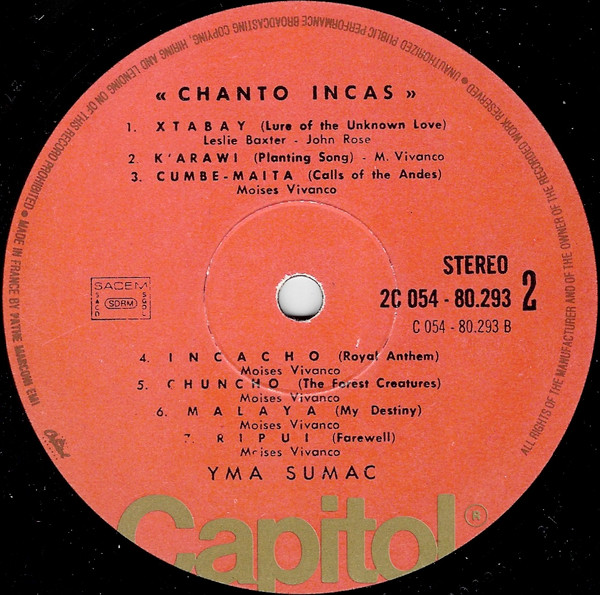 « CHANTO INCAS »
1. XTABAY (Lure of the Unknown Love)
Leslie Baxter - John Rose
2. K'ARAWI (Planting Song) - M. Vivanco
3. CUMBE-MAITA (Calls of the Andes)
Moises Vivanco
SACEM
SACD SDRM SGDL
STEREO
2C 054 - 80.293 2
C 054 - 80.293 B
4. INCACHO (Royal Anthem)
Moises Vivanco
5. CHUNCHO (The Forest Creatures)
Moises Vivanco
6. MALAYA (My Destiny)
Moises Vivanco
7. RIPUI (Farewell)
Moises Vivanco
YMA SUMAC
Capitol ®
Capitol
ALL RIGHTS OF THE MANUFACTURER AND OF THE OWNER OF THE RECORDED WORK RESERVED ● UNAUTHORIZED PUBLIC PERFORMANCE BROADCASTING COPYING, HIRING AND LENDING ON OF THIS RECORD PROHIBITED ● MADE IN FRANCE BY PATHE MARCONI EMI